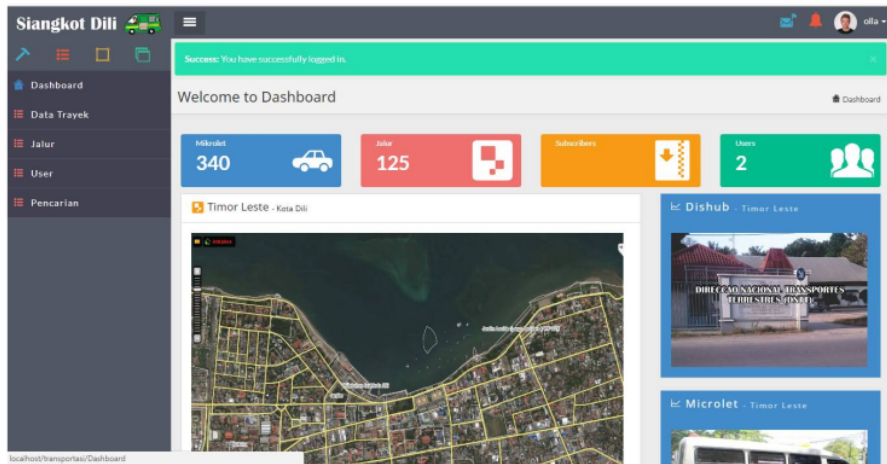 Siangkot Dili
olla
Success: You have successfully logged in.
×
Dashboard
Data Trayek
Jalur
User
Pencarian
Welcome to Dashboard
Dashboard
Mikrolet
340
Jalur
125
Subscribers
Users
2
Timor Leste - Kota Dili
Dishub - Timor Leste
DIRECÇAO NACIONAL TRANSPORTES
TERRESTRES (DNTT)
Microlet - Timor Leste
localhost/transportasi/Dashboard